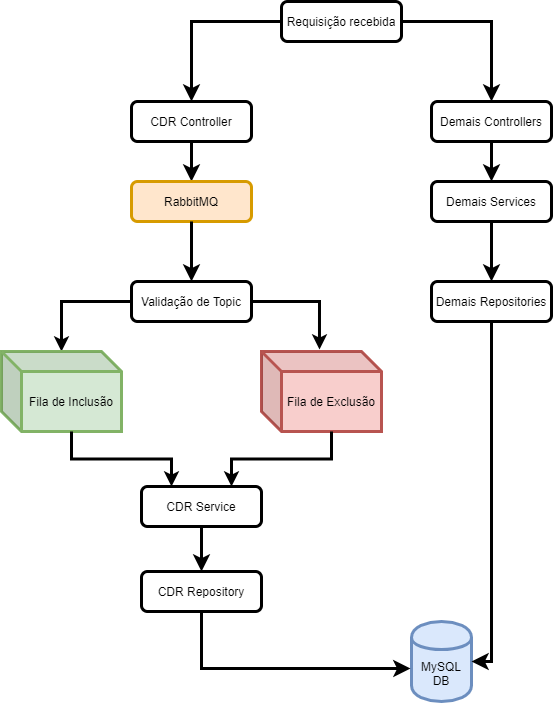 Requisição recebida
CDR Controller
Demais Controllers
RabbitMQ
Demais Services
Validação de Topic
Demais Repositories
Fila de Inclusão
Fila de Exclusão
CDR Service
CDR Repository
MySQL
DB